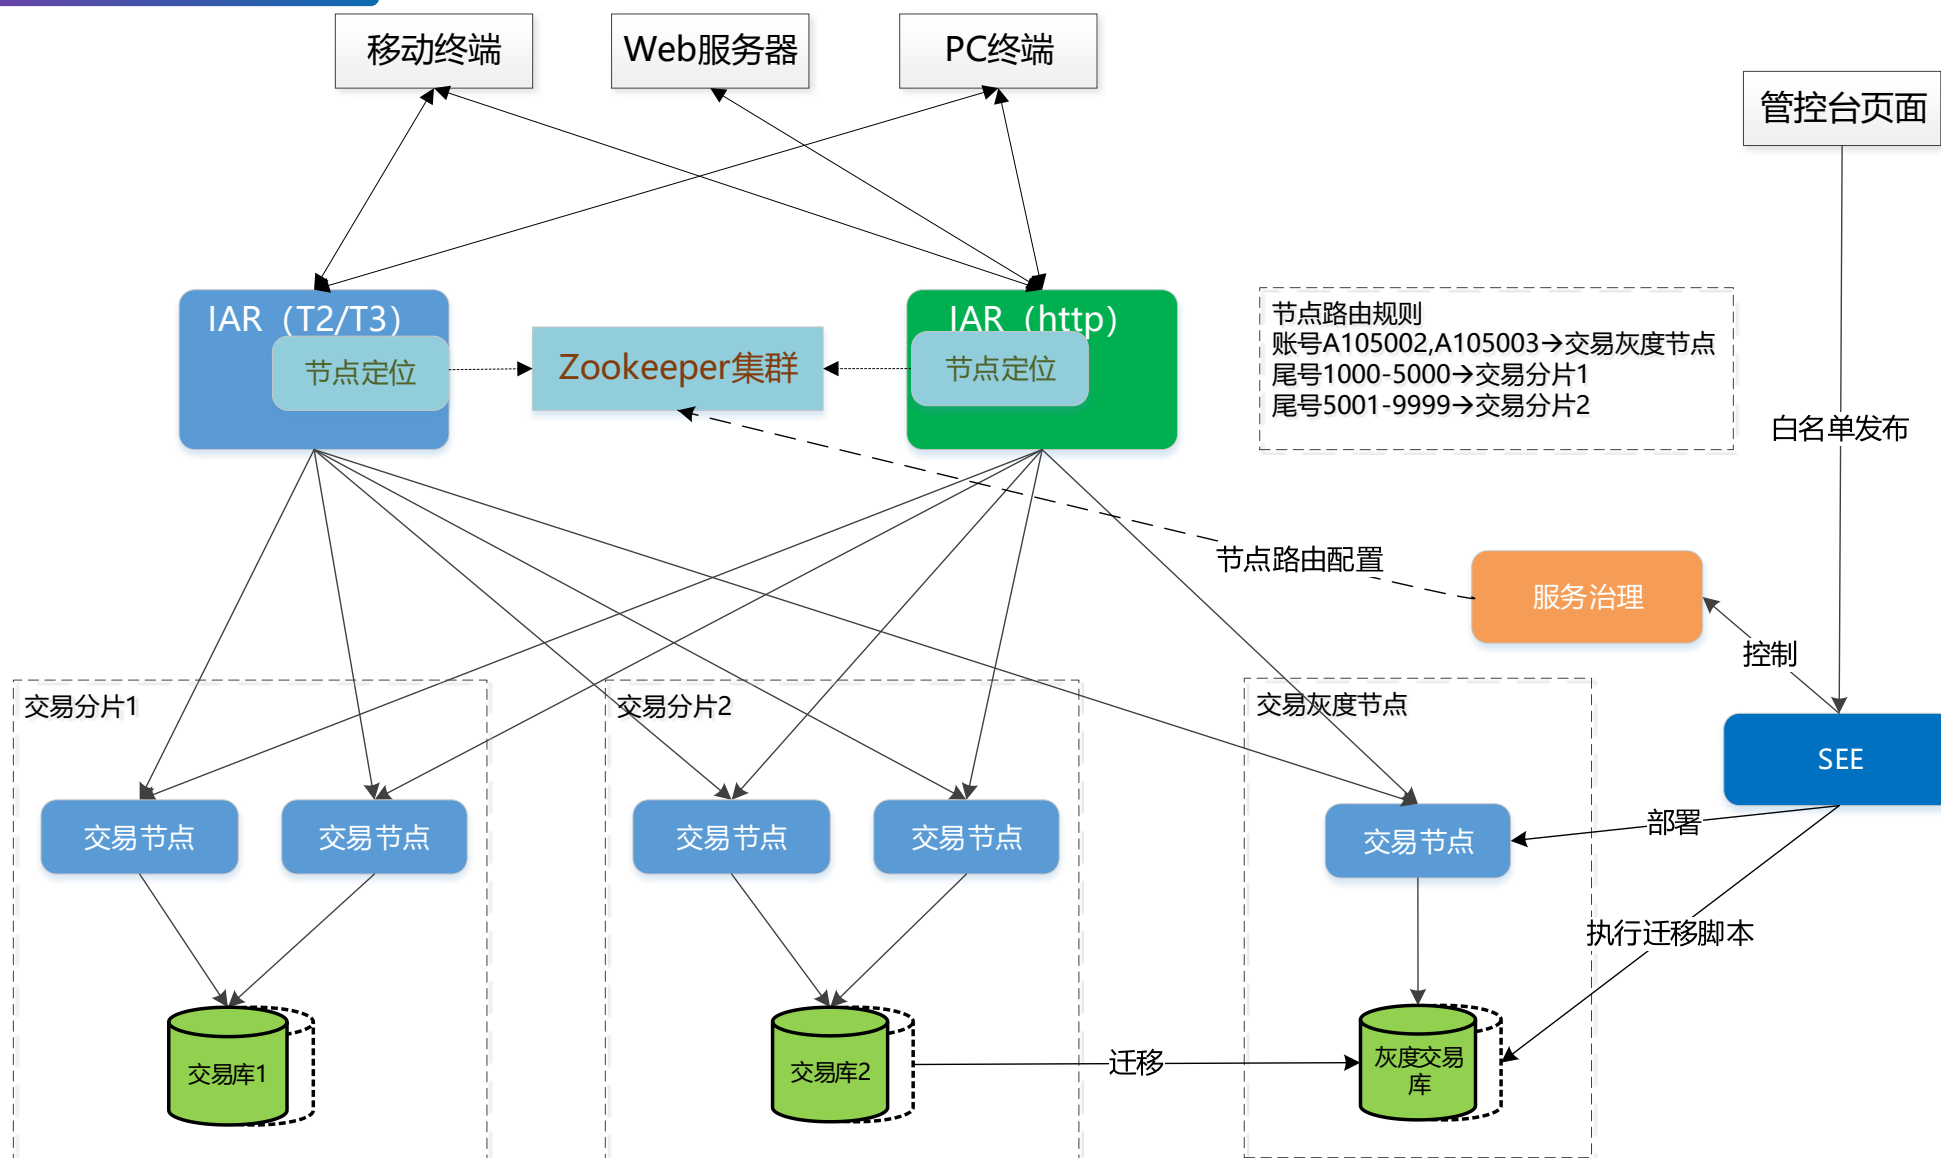 移动终端
Web服务器
PC终端
管控台页面
IAR（T2/T3）
节点定位
Zookeeper集群
IAR（http）
节点定位
节点路由规则
账号A105002,A105003→交易灰度节点
尾号1000-5000→交易分片1
尾号5001-9999→交易分片2
白名单发布
节点路由配置
服务治理
控制
交易分片1
交易分片2
交易灰度节点
SEE
交易节点
交易节点
交易节点
交易节点
交易节点
部署
执行迁移脚本
交易库1
交易库2
迁移
灰度交易
库